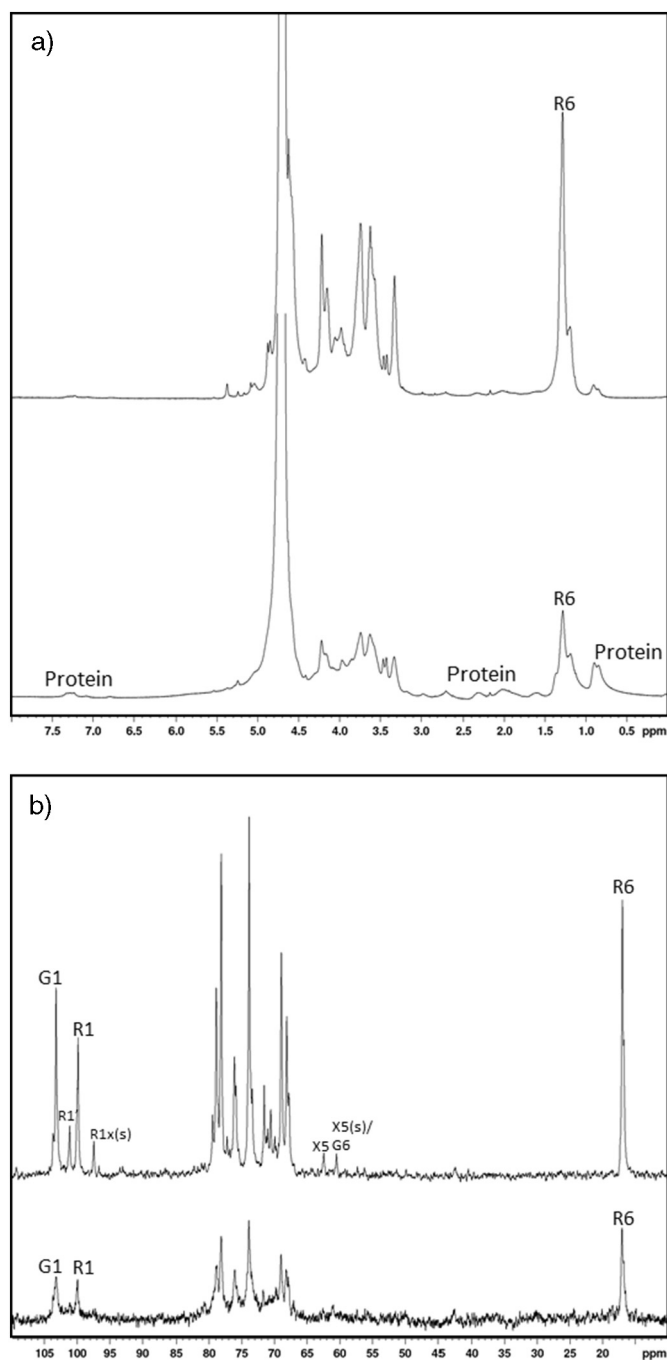 a)
R6
R6
Protein
Protein
Protein
7.5 7.0 6.5 6.0 5.5 5.0 4.5 4.0 3.5 3.0 2.5 2.0 1.5 1.0 0.5 ppm
b)
R6
G1
R1
R1'
R1x(s)
X5(s)/
X5 G6
R6
G1 R1
105 100 95 90 85 80 75 70 65 60 55 50 45 40 35 30 25 20 ppm